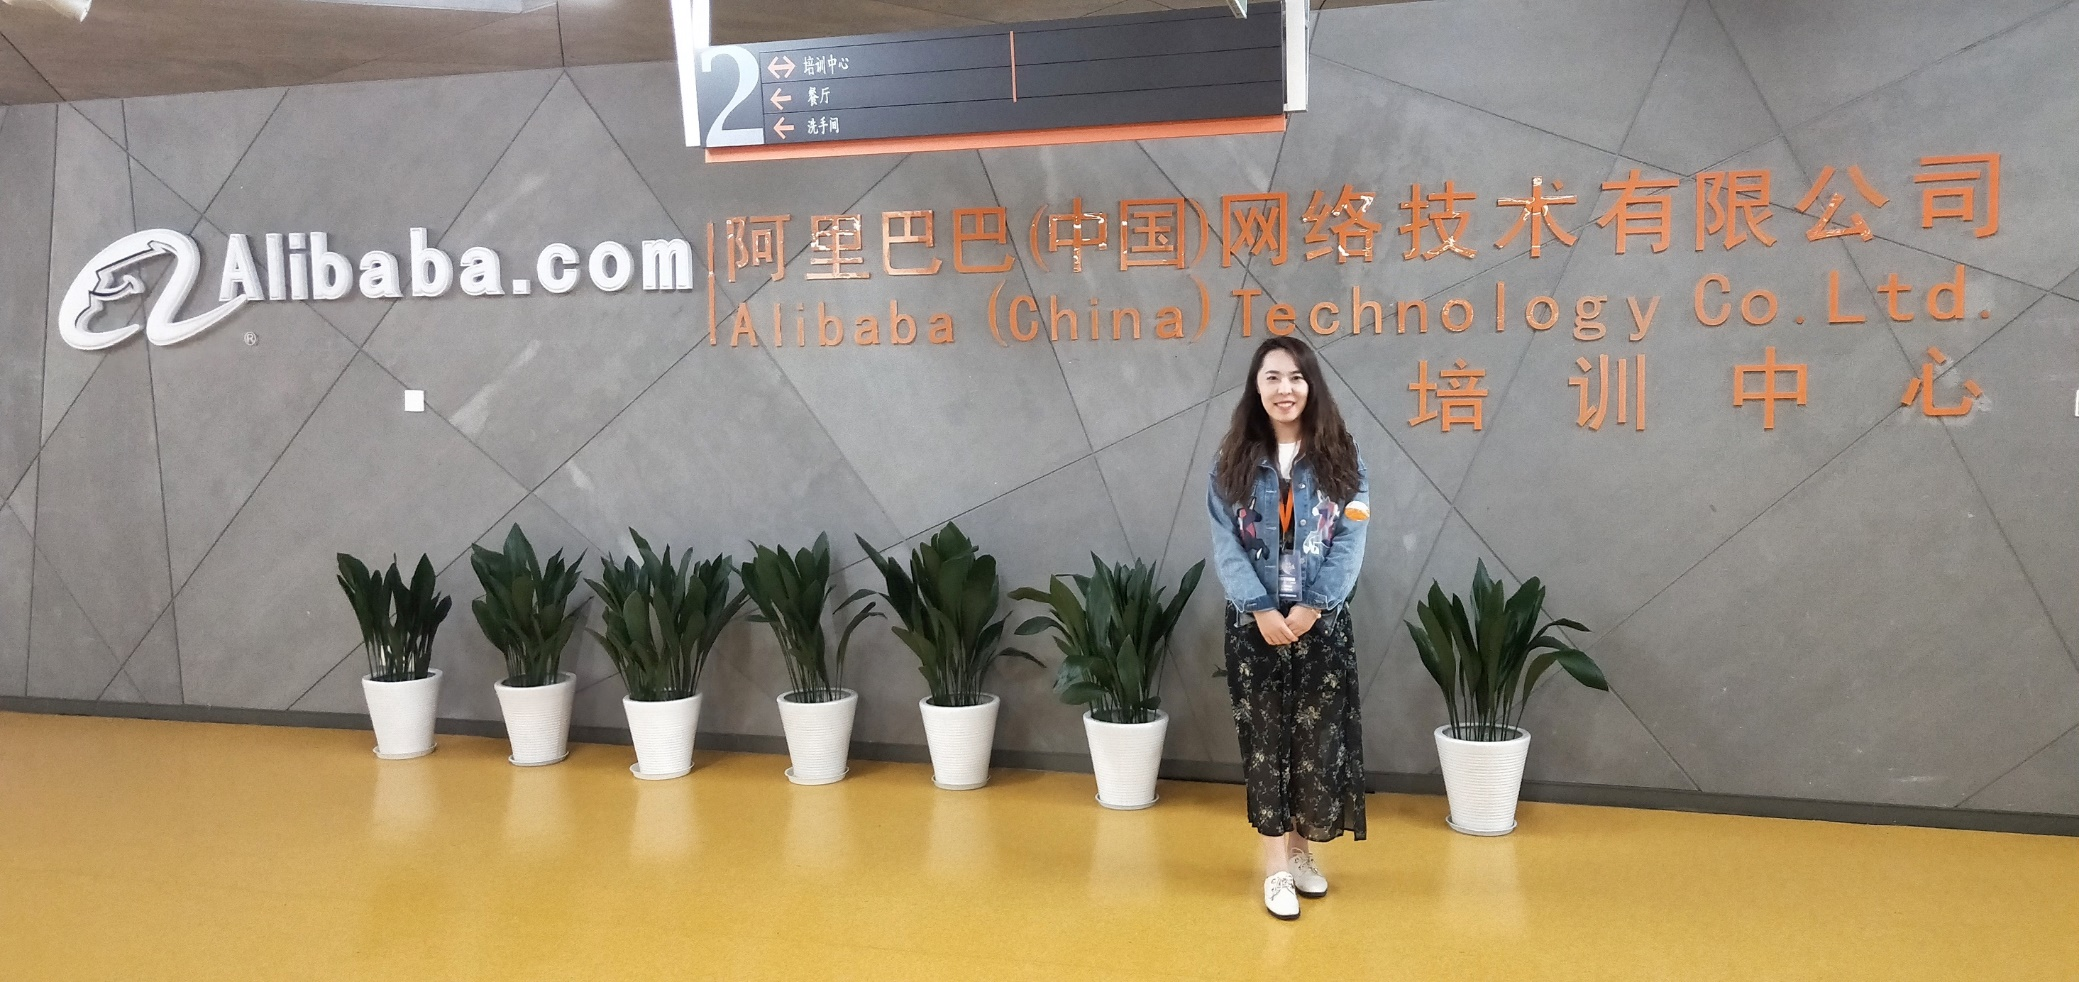 2
培训中心
餐厅
洗手间
Alibaba.com
®
阿里巴巴(中国)网络技术有限公司
Alibaba (China) Technology Co.Ltd.
培训中心